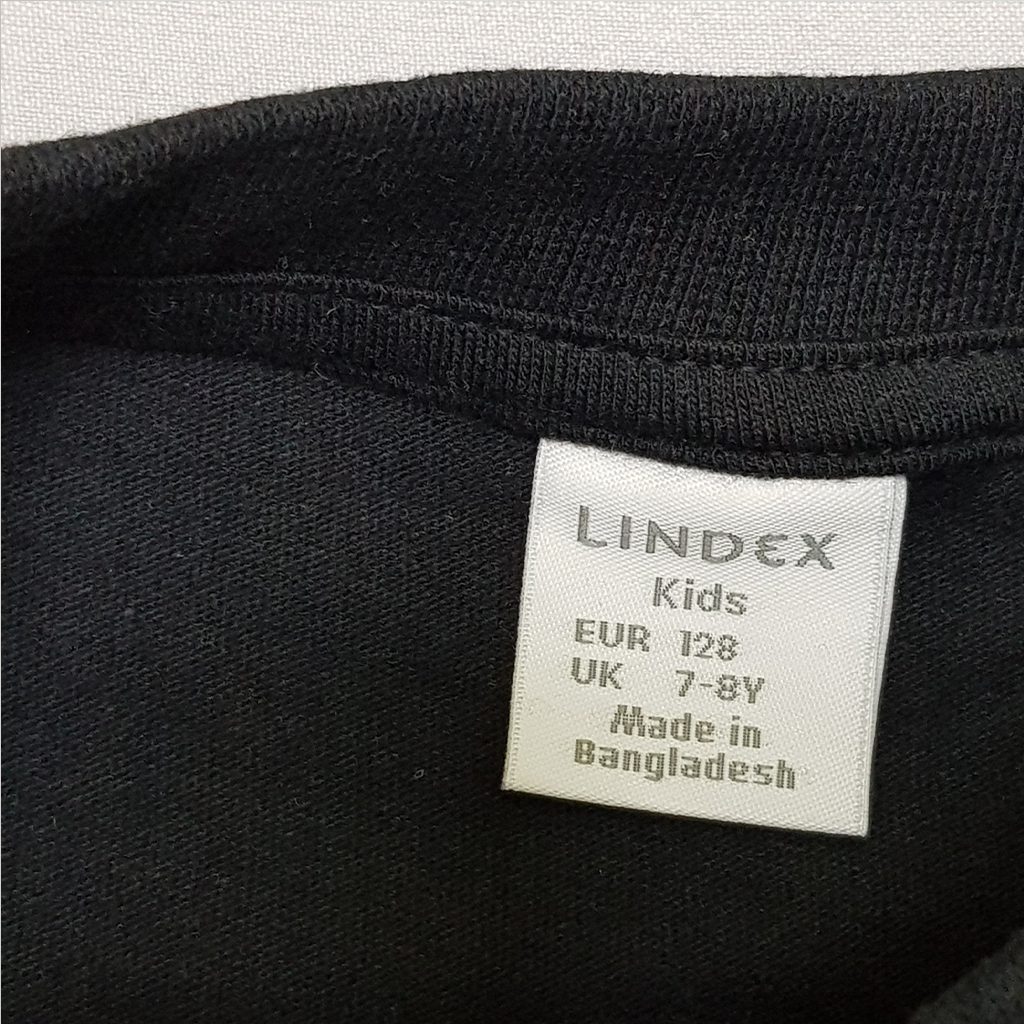 LINDEX
Kids
EUR 128
UK 7-8Y
Made in
Bangladesh